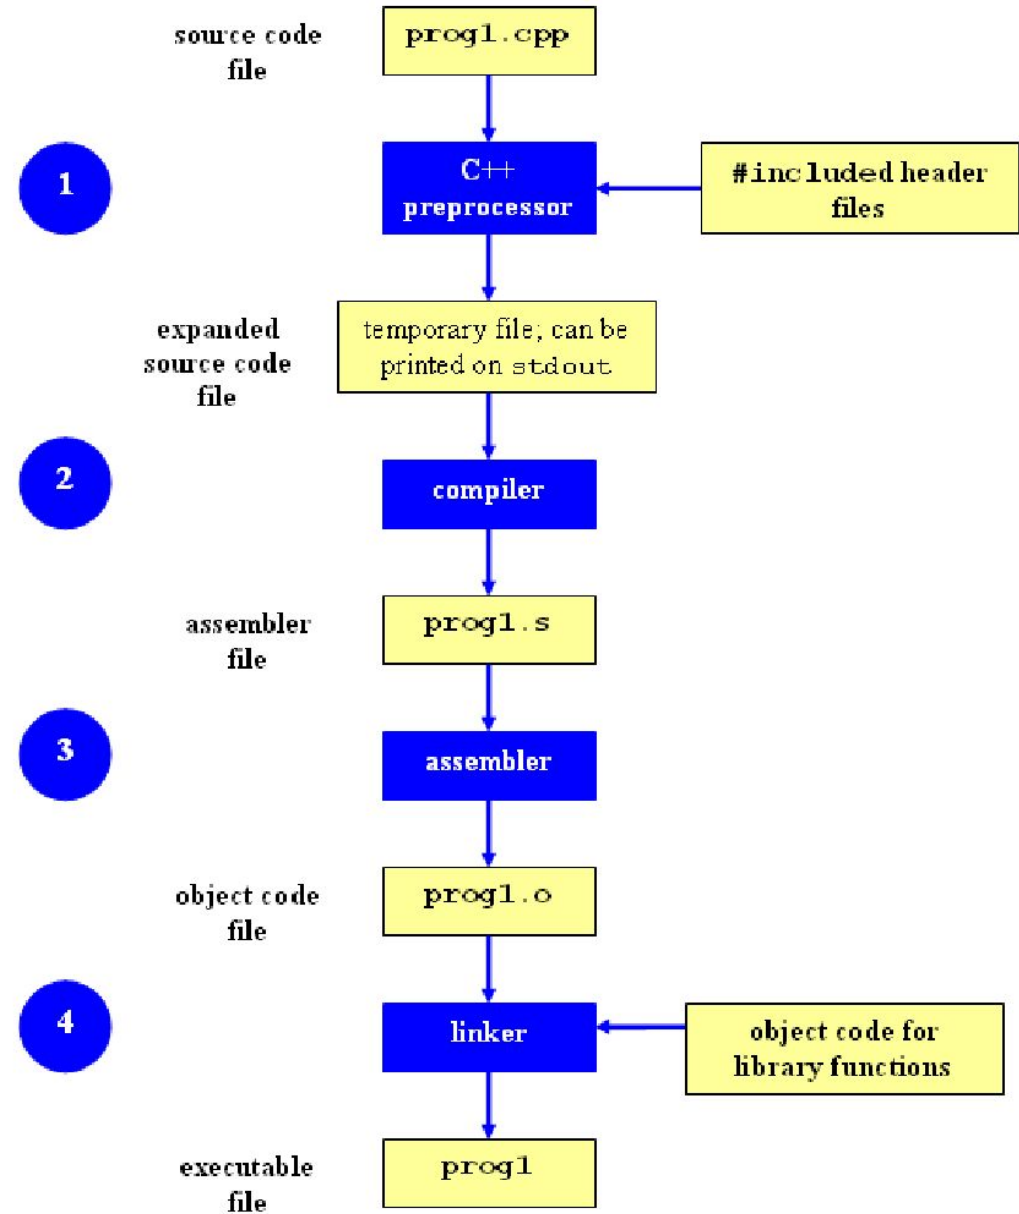 source code
file
prog1.cpp
1
C++
preprocessor
#included header
files
expanded
source code
file
temporary file; can be
printed on stdout
2
compiler
assembler
file
prog1.s
3
assembler
object code
file
prog1.o
4
linker
object code for
library functions
executable
file
prog1